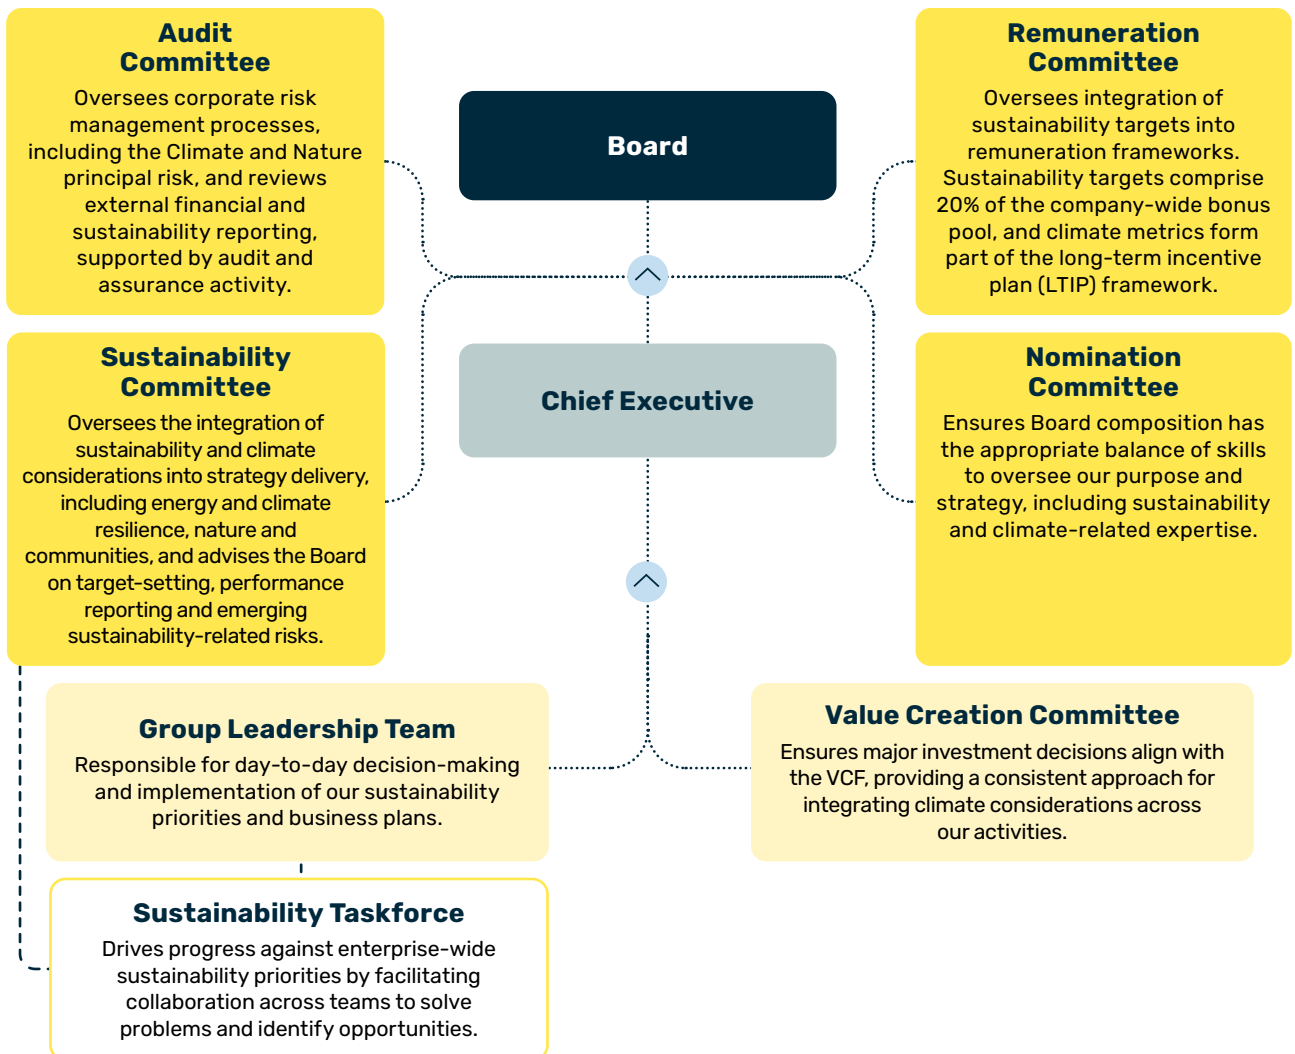 Audit
Committee
Oversees corporate risk
management processes,
including the Climate and Nature
principal risk, and reviews
external financial and
sustainability reporting,
supported by audit and
assurance activity.
Board
Remuneration
Committee
Oversees integration of
sustainability targets into
remuneration frameworks.
Sustainability targets comprise
20% of the company-wide bonus
pool, and climate metrics form
part of the long-term incentive
plan (LTIP) framework.
Sustainability
Committee
Oversees the integration of
sustainability and climate
considerations into strategy delivery,
including energy and climate
resilience, nature and
communities, and advises the Board
on target-setting, performance
reporting and emerging
sustainability-related risks.
Chief Executive
Nomination
Committee
Ensures Board composition has
the appropriate balance of skills
to oversee our purpose and
strategy, including sustainability
and climate-related expertise.
Group Leadership Team
Responsible for day-to-day decision-making
and implementation of our sustainability
priorities and business plans.
Value Creation Committee
Ensures major investment decisions align with
the VCF, providing a consistent approach for
integrating climate considerations across
our activities.
Sustainability Taskforce
Drives progress against enterprise-wide
sustainability priorities by facilitating
collaboration across teams to solve
problems and identify opportunities.